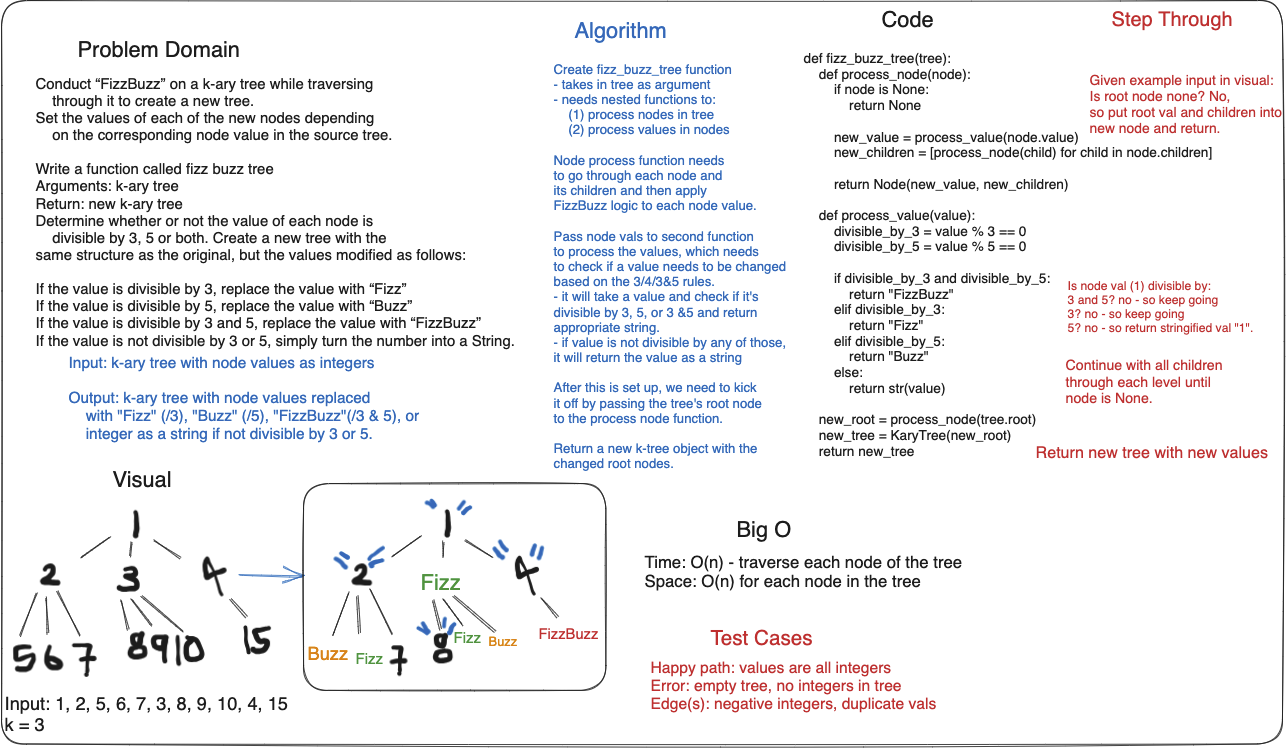 Problem Domain
Conduct “FizzBuzz” on a k-ary tree while traversing
through it to create a new tree.
Set the values of each of the new nodes depending
on the corresponding node value in the source tree.
Write a function called fizz buzz tree
Arguments: k-ary tree
Return: new k-ary tree
Determine whether or not the value of each node is
divisible by 3, 5 or both. Create a new tree with the
same structure as the original, but the values modified as follows:
If the value is divisible by 3, replace the value with “Fizz”
If the value is divisible by 5, replace the value with “Buzz”
If the value is divisible by 3 and 5, replace the value with “FizzBuzz”
If the value is not divisible by 3 or 5, simply turn the number into a String.
Input: k-ary tree with node values as integers
Output: k-ary tree with node values replaced
with "Fizz" (/3), "Buzz" (/5), "FizzBuzz"(/3 & 5), or
integer as a string if not divisible by 3 or 5.
Algorithm
Create fizz_buzz_tree function
- takes in tree as argument
- needs nested functions to:
(1) process nodes in tree
(2) process values in nodes
Node process function needs
to go through each node and
its children and then apply
FizzBuzz logic to each node value.
Pass node vals to second function
to process the values, which needs
to check if a value needs to be changed
based on the 3/4/3&5 rules.
- it will take a value and check if it's
divisible by 3, 5, or 3 &5 and return
appropriate string.
- if value is not divisible by any of those,
it will return the value as a string
After this is set up, we need to kick
it off by passing the tree's root node
to the process node function.
Return a new k-tree object with the
changed root nodes.
Code
def fizz_buzz_tree(tree):
def process_node(node):
if node is None:
return None
new_value = process_value(node.value)
new_children = [process_node(child) for child in node.children]
return Node(new_value, new_children)
def process_value(value):
divisible_by_3 = value % 3 == 0
divisible_by_5 = value % 5 == 0
if divisible_by_3 and divisible_by_5:
return "FizzBuzz"
elif divisible_by_3:
return "Fizz"
elif divisible_by_5:
return "Buzz"
else:
return str(value)
new_root = process_node(tree.root)
new_tree = KaryTree(new_root)
return new_tree
Step Through
Given example input in visual:
Is root node none? No,
so put root val and children into
new node and return.
Is node val (1) divisible by:
3 and 5? no - so keep going
3? no - so keep going
5? no - so return stringified val "1".
Continue with all children
through each level until
node is None.
Return new tree with new values
Visual
1
2 3 4
5 6 7 8 9 10 15
"1"
"2" Fizz "4"
Buzz Fizz 7 "8" Fizz Buzz FizzBuzz
Input: 1, 2, 5, 6, 7, 3, 8, 9, 10, 4, 15
k = 3
Big O
Time: O(n) - traverse each node of the tree
Space: O(n) for each node in the tree
Test Cases
Happy path: values are all integers
Error: empty tree, no integers in tree
Edge(s): negative integers, duplicate vals